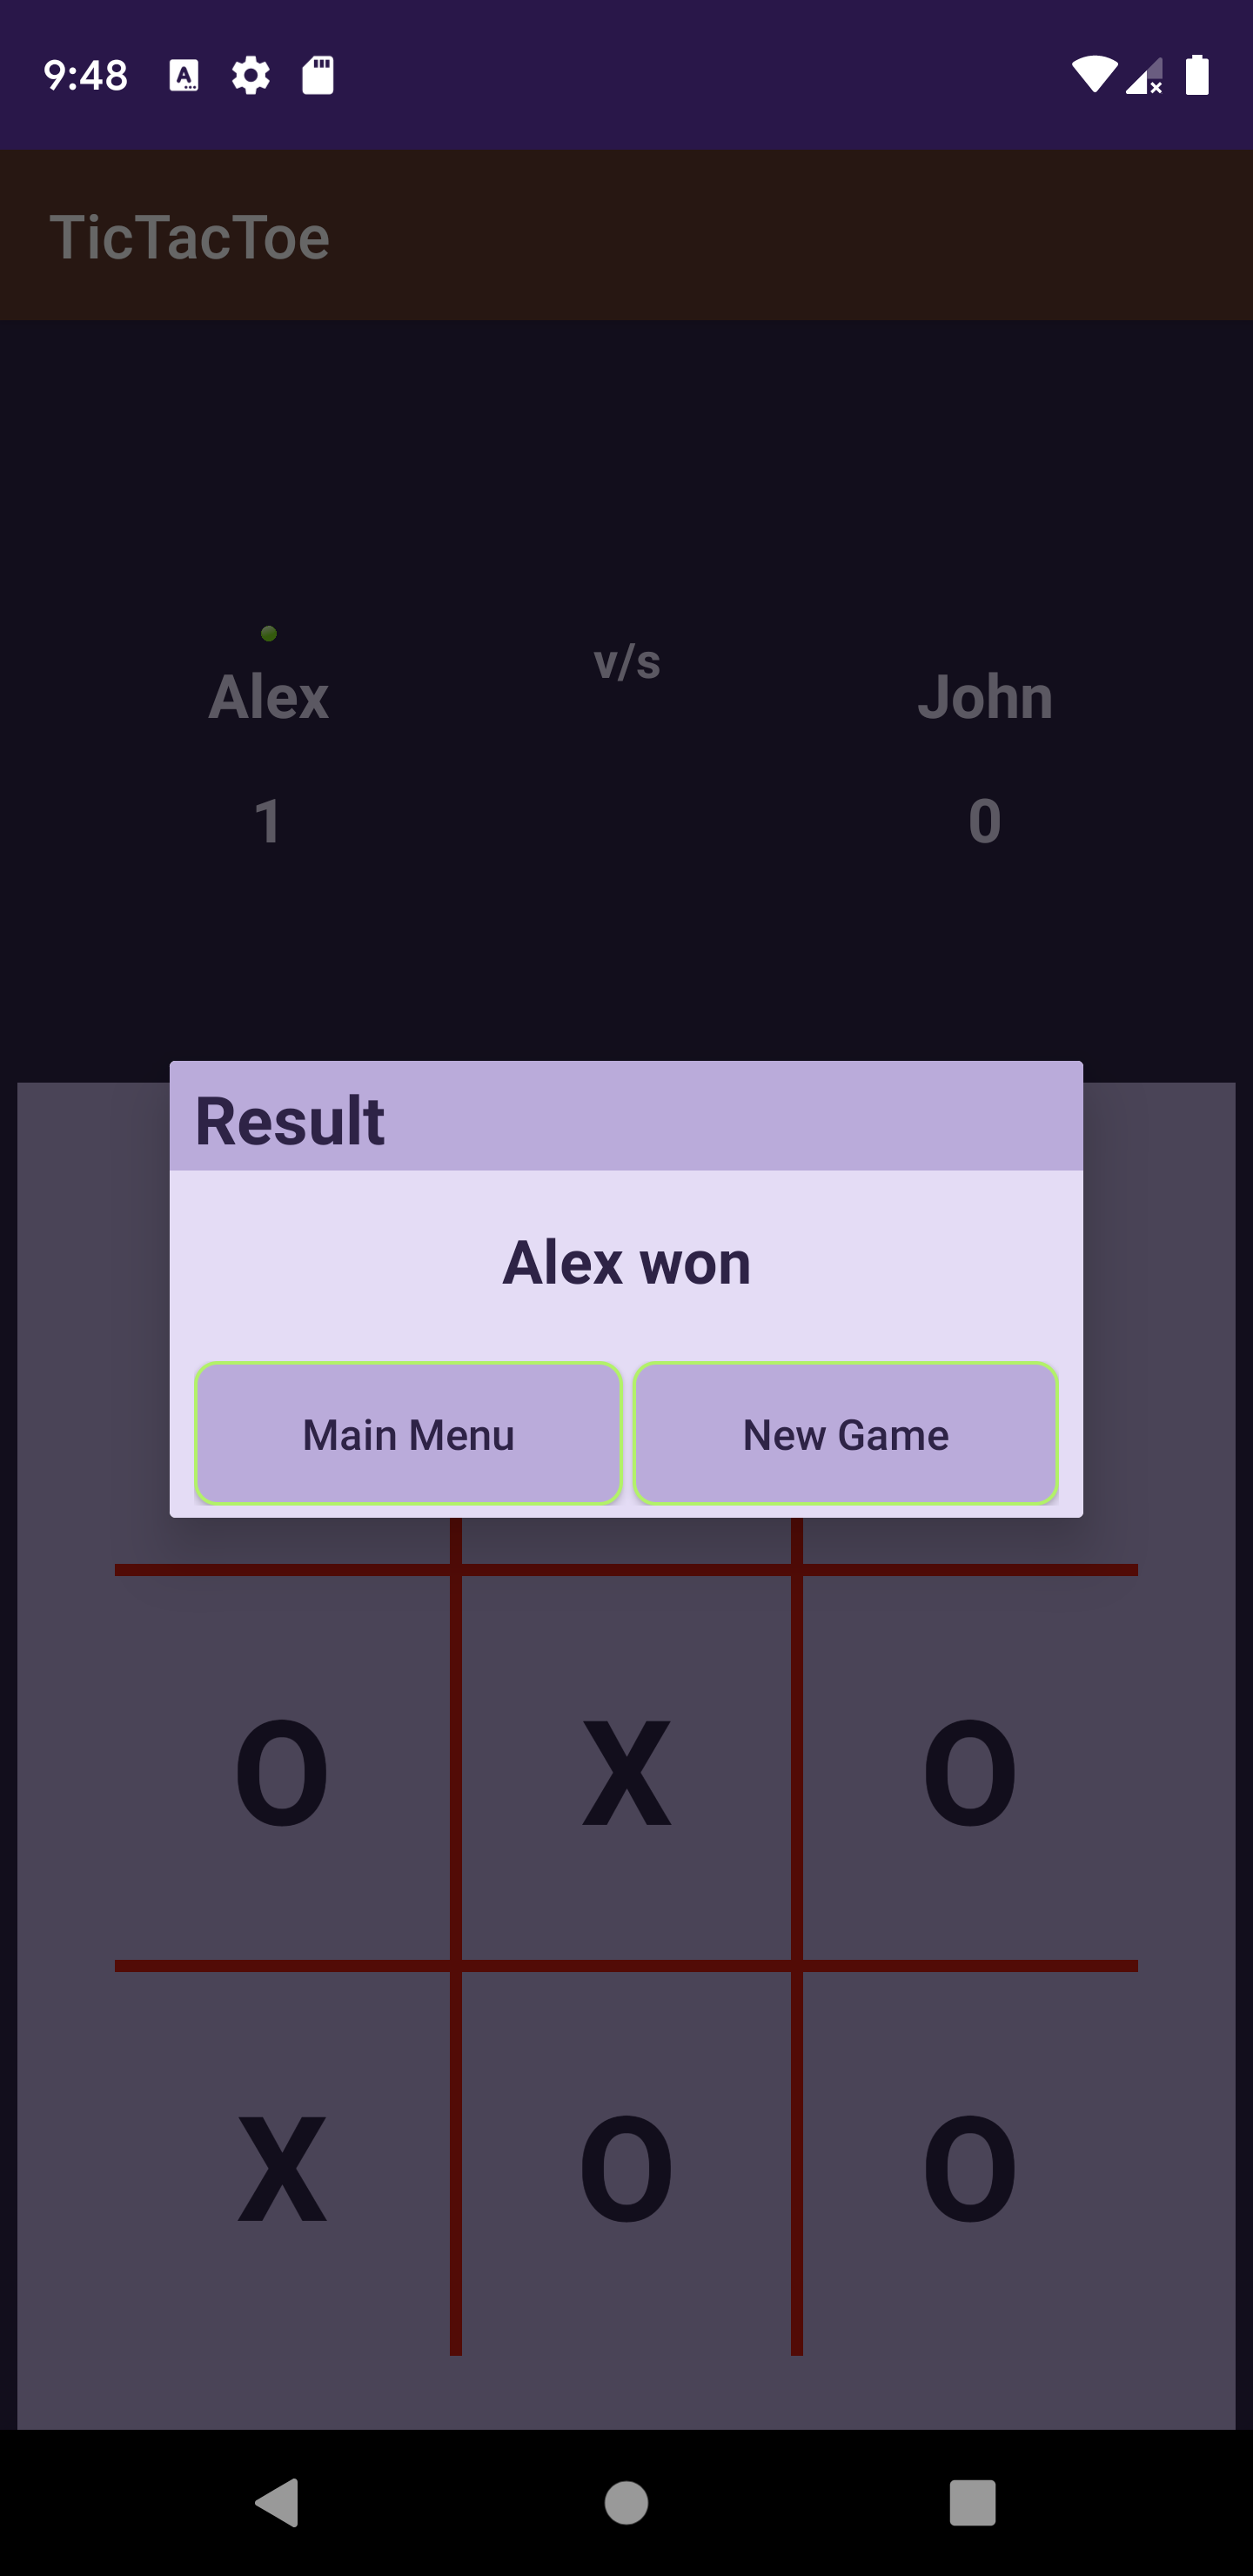 9:48
TicTacToe
v/s
Alex
John
1
0
Result
Alex won
Main Menu
New Game
O X O
X O O